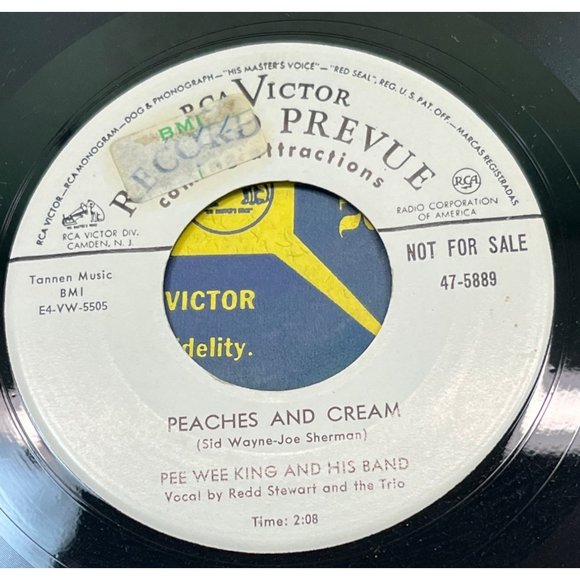 RCA VICTOR — RCA MONOGRAM — DOG & PHONOGRAPH — "HIS MASTER'S VOICE" — "RED SEAL", REG. U. S. PAT. OFF. — MARCAS REGISTRADAS
RCA VICTOR
RECORD PREVUE
BMI
attractions
RCA VICTOR DIV.
CAMDEN, N. J.
RCA
RADIO CORPORATION
OF AMERICA
Tannen Music
BMI
E4-VW-5505
NOT FOR SALE
47-5889
VICTOR
delity.
PEACHES AND CREAM
(Sid Wayne-Joe Sherman)
PEE WEE KING AND HIS BAND
Vocal by Redd Stewart and the Trio
Time: 2:08